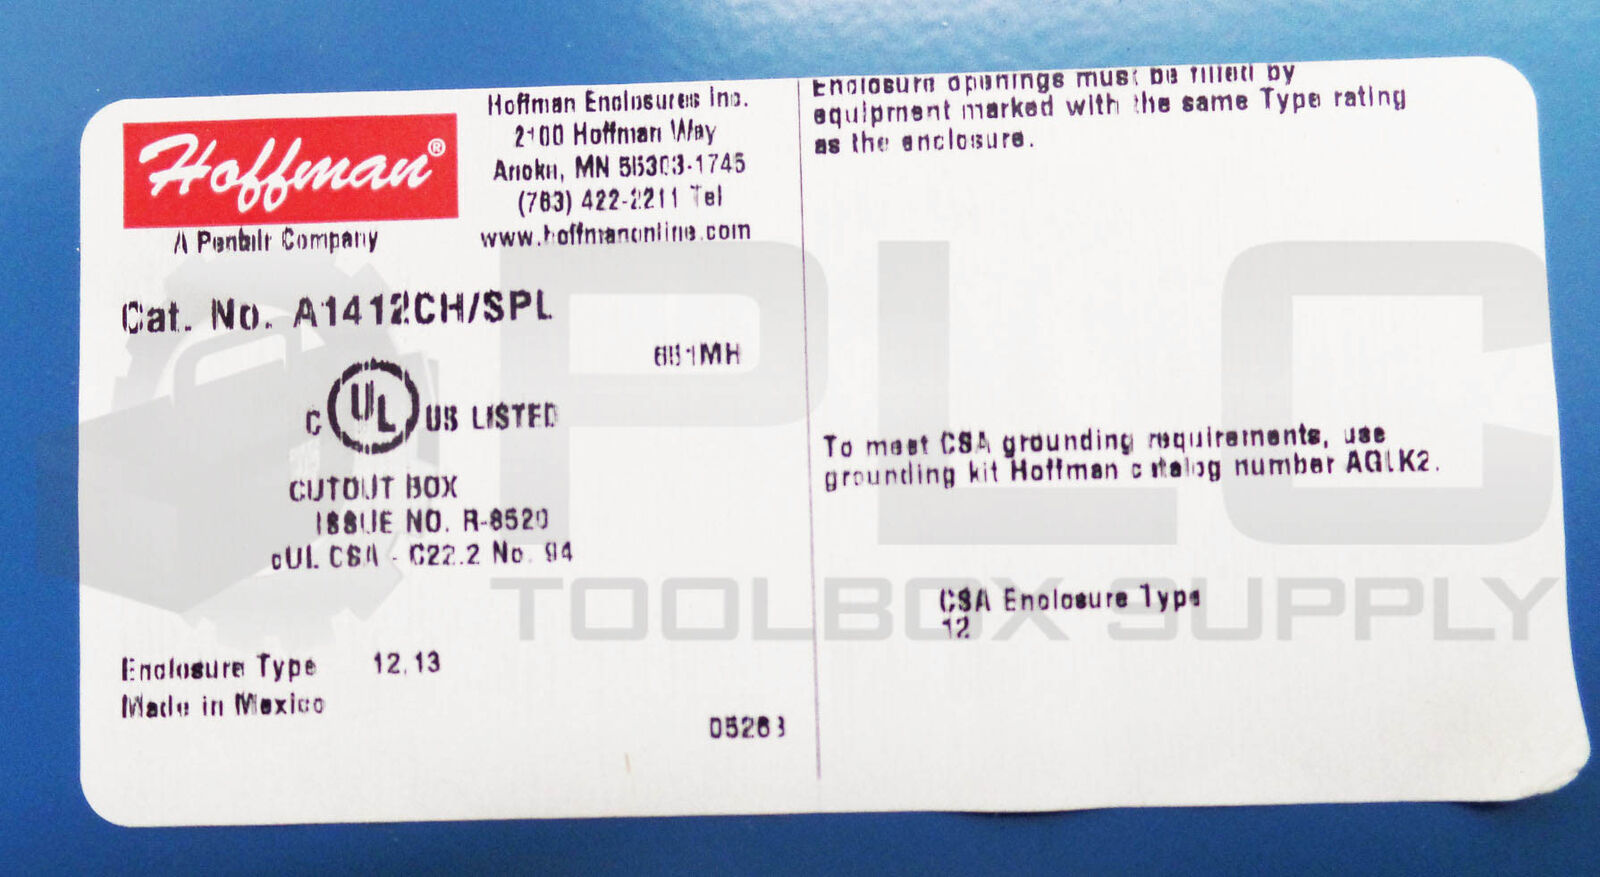 Hoffman®
A Pentair Company
Hoffman Enclosures Inc.
2100 Hoffman Way
Anoka, MN 55303-1745
(763) 422-2211 Tel
www.hoffmanonline.com
Cat. No. A1412CH/SPL
C UL US LISTED
CUTOUT BOX
ISSUE NO. R-8520
cUL CSA - C22.2 No. 94
Enclosure Type 12,13
Made in Mexico
Enclosure openings must be filled by
equipment marked with the same Type rating
as the enclosure.
To meet CSA grounding requirements, use
grounding kit Hoffman catalog number AGLK2.
CSA Enclosure Type
12
PLC
TOOLBOX SUPPLY